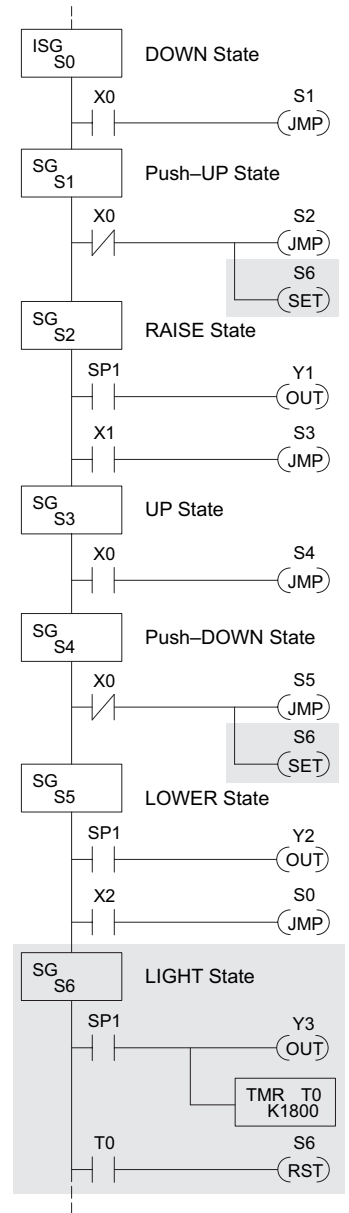 ISG
S0
DOWN State
X0
S1
JMP
SG
S1
Push–UP State
X0
S2
JMP
S6
SET
SG
S2
RAISE State
SP1
Y1
OUT
X1
S3
JMP
SG
S3
UP State
X0
S4
JMP
SG
S4
Push–DOWN State
X0
S5
JMP
S6
SET
SG
S5
LOWER State
SP1
Y2
OUT
X2
S0
JMP
SG
S6
LIGHT State
SP1
Y3
OUT
TMR T0
K1800
T0
S6
RST